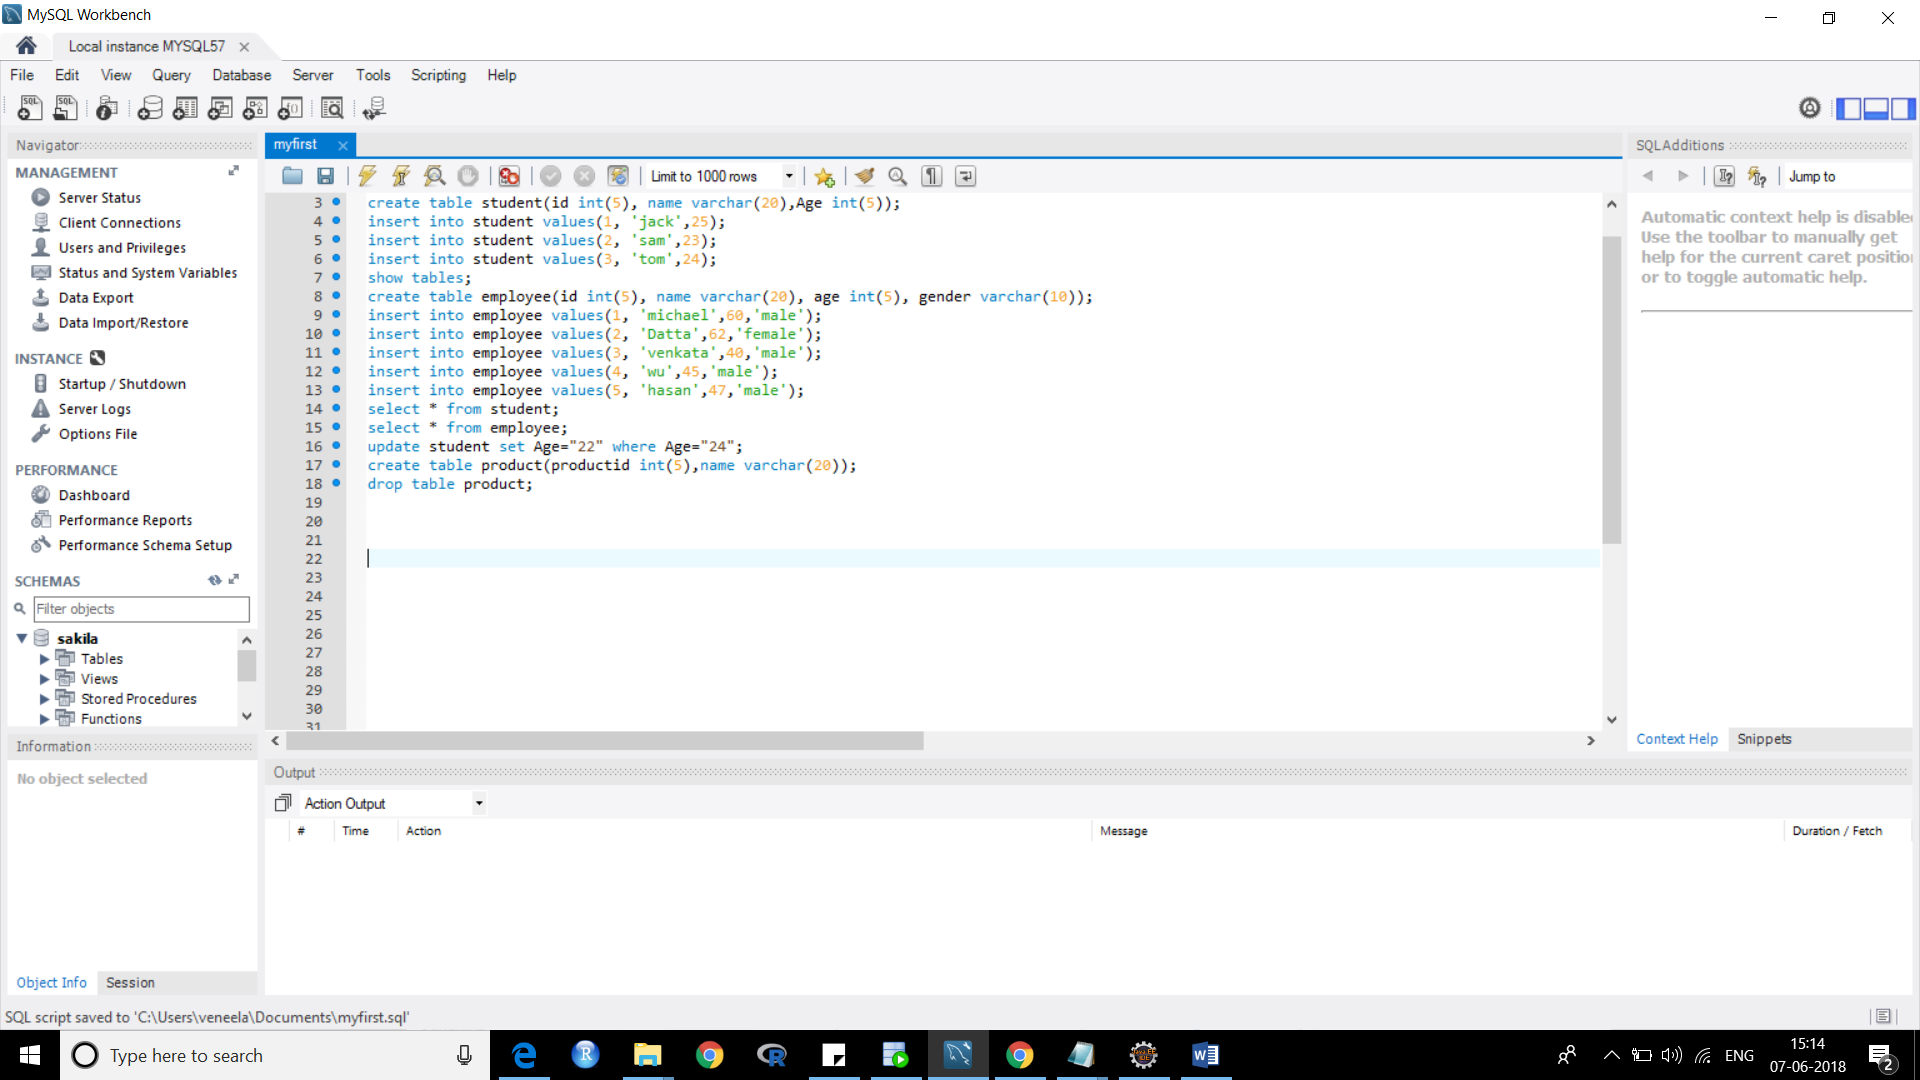 MySQL Workbench
Local instance MYSQL57
File Edit View Query Database Server Tools Scripting Help
Navigator
MANAGEMENT
Server Status
Client Connections
Users and Privileges
Status and System Variables
Data Export
Data Import/Restore
INSTANCE
Startup / Shutdown
Server Logs
Options File
PERFORMANCE
Dashboard
Performance Reports
Performance Schema Setup
SCHEMAS
Filter objects
sakila
Tables
Views
Stored Procedures
Functions
Information
No object selected
Object Info Session
myfirst
Limit to 1000 rows
3 create table student(id int(5), name varchar(20),Age int(5));
4 insert into student values(1, 'jack',25);
5 insert into student values(2, 'sam',23);
6 insert into student values(3, 'tom',24);
7 show tables;
8 create table employee(id int(5), name varchar(20), age int(5), gender varchar(10));
9 insert into employee values(1, 'michael',60,'male');
10 insert into employee values(2, 'Datta',62,'female');
11 insert into employee values(3, 'venkata',40,'male');
12 insert into employee values(4, 'wu',45,'male');
13 insert into employee values(5, 'hasan',47,'male');
14 select * from student;
15 select * from employee;
16 update student set Age="22" where Age="24";
17 create table product(productid int(5),name varchar(20));
18 drop table product;
19
20
21
22
23
24
25
26
27
28
29
30
31
SQLAdditions
Jump to
Automatic context help is disable
Use the toolbar to manually get
help for the current caret positio
or to toggle automatic help.
Context Help Snippets
Output
Action Output
# Time Action Message Duration / Fetch
SQL script saved to 'C:\Users\veneela\Documents\myfirst.sql'
Type here to search
ENG
15:14
07-06-2018
2